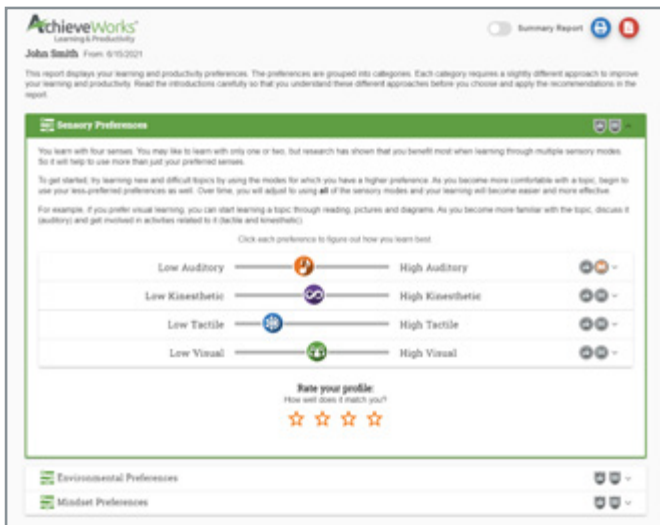 AchieveWorks®
Learning & Productivity
Summary Report
John Smith From: 6/15/2021
This report displays your learning and productivity preferences. The preferences are grouped into categories. Each category requires a slightly different approach to improve
your learning and productivity. Read the introductions carefully so that you understand these different approaches before you choose and apply the recommendations in the
report.
Sensory Preferences
You learn with four senses. You may like to learn with only one or two, but research has shown that you benefit most when learning through multiple sensory modes.
So it will help to use more than just your preferred senses.
To get started, try learning new and difficult topics by using the modes for which you have a higher preference. As you become more comfortable with a topic, begin to
use your less-preferred preferences as well. Over time, you will adjust to using all of the sensory modes and your learning will become easier and more effective.
For example, if you prefer visual learning, you can start learning a topic through reading, pictures and diagrams. As you become more familiar with the topic, discuss it
(auditory) and get involved in activities related to it (tactile and kinesthetic)
Click each preference to figure out how you learn best.
Low Auditory High Auditory
Low Kinesthetic High Kinesthetic
Low Tactile High Tactile
Low Visual High Visual
Rate your profile:
How well does it match you?
Environmental Preferences
Mindset Preferences